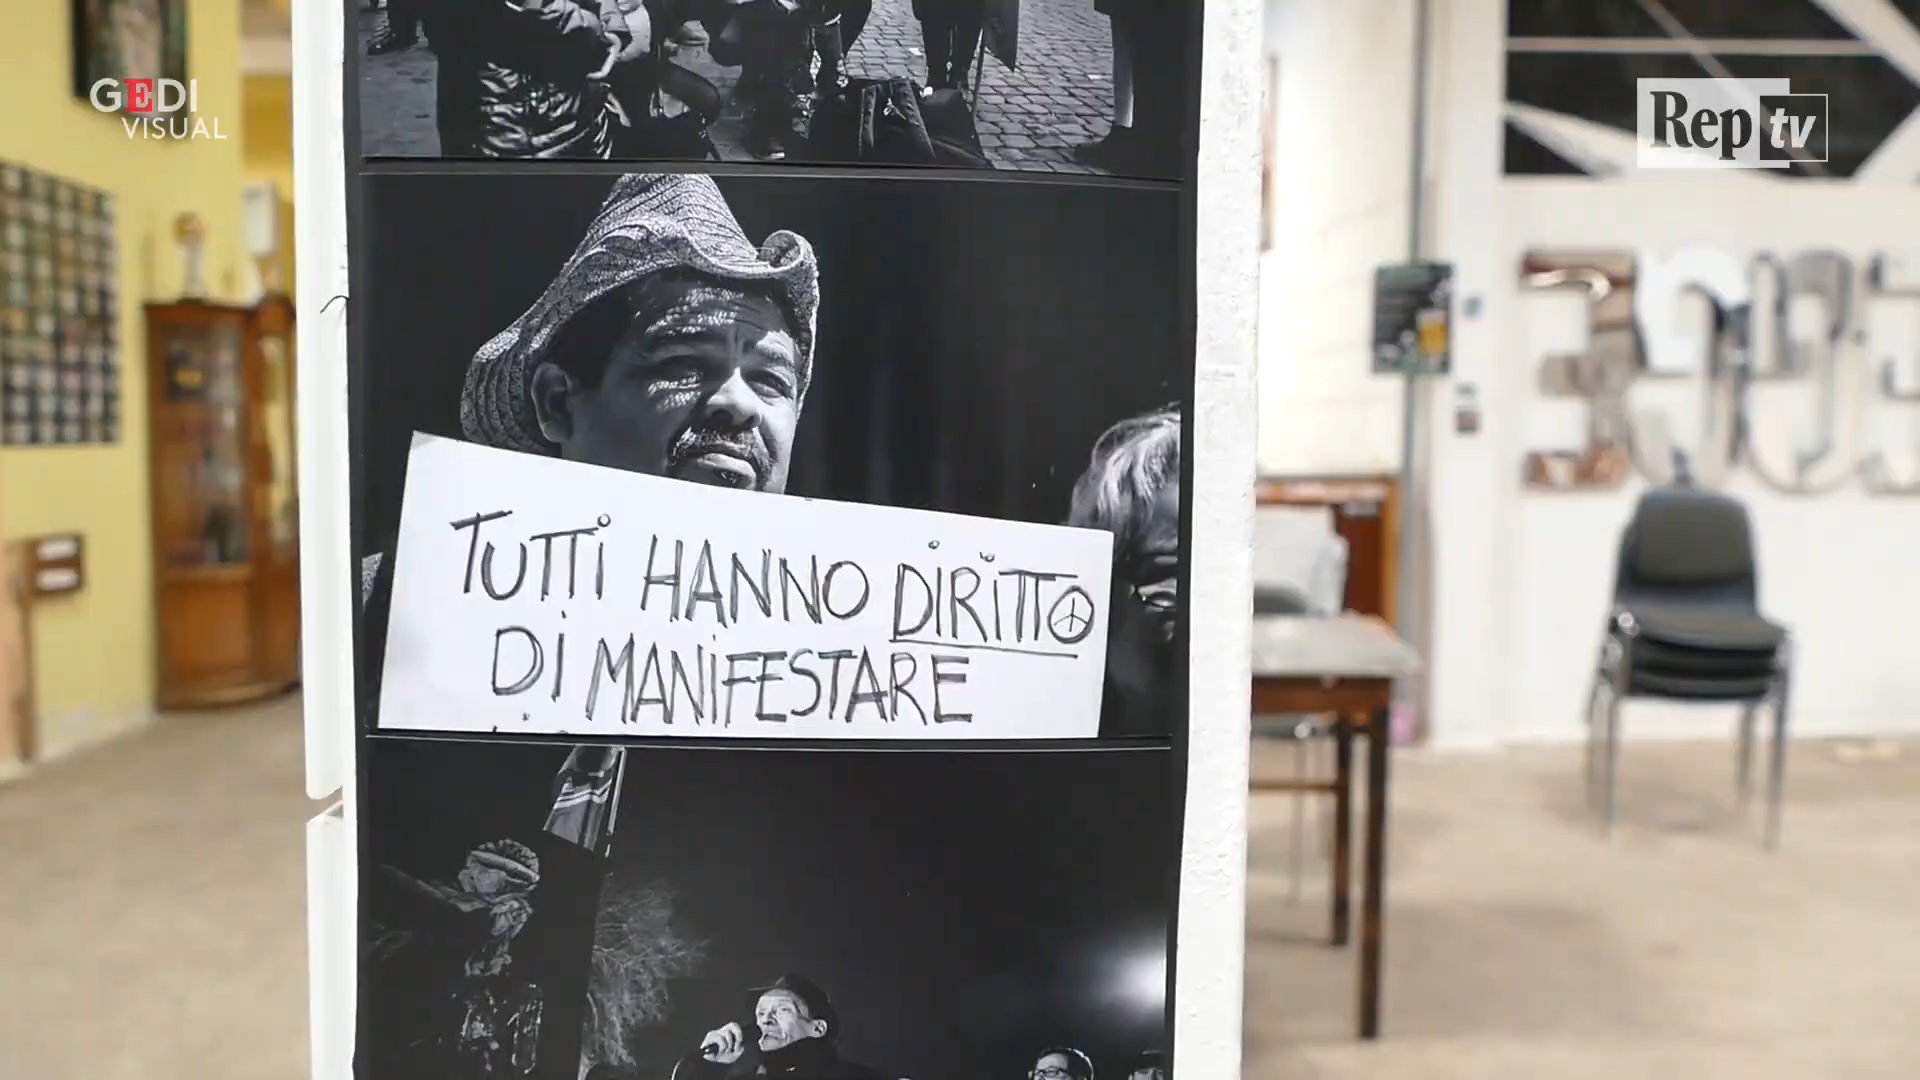 GEDI
VISUAL
Rep tv
TUTTI HANNO DIRITTO
DI MANIFESTARE